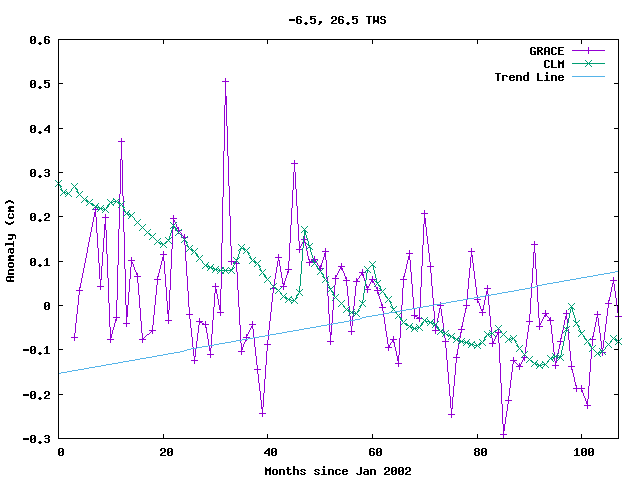 -6.5, 26.5 TWS
GRACE
CLM
Trend Line
0.6
0.5
0.4
0.3
0.2
0.1
0
-0.1
-0.2
-0.3
Anomaly (cm)
0 20 40 60 80 100
Months since Jan 2002